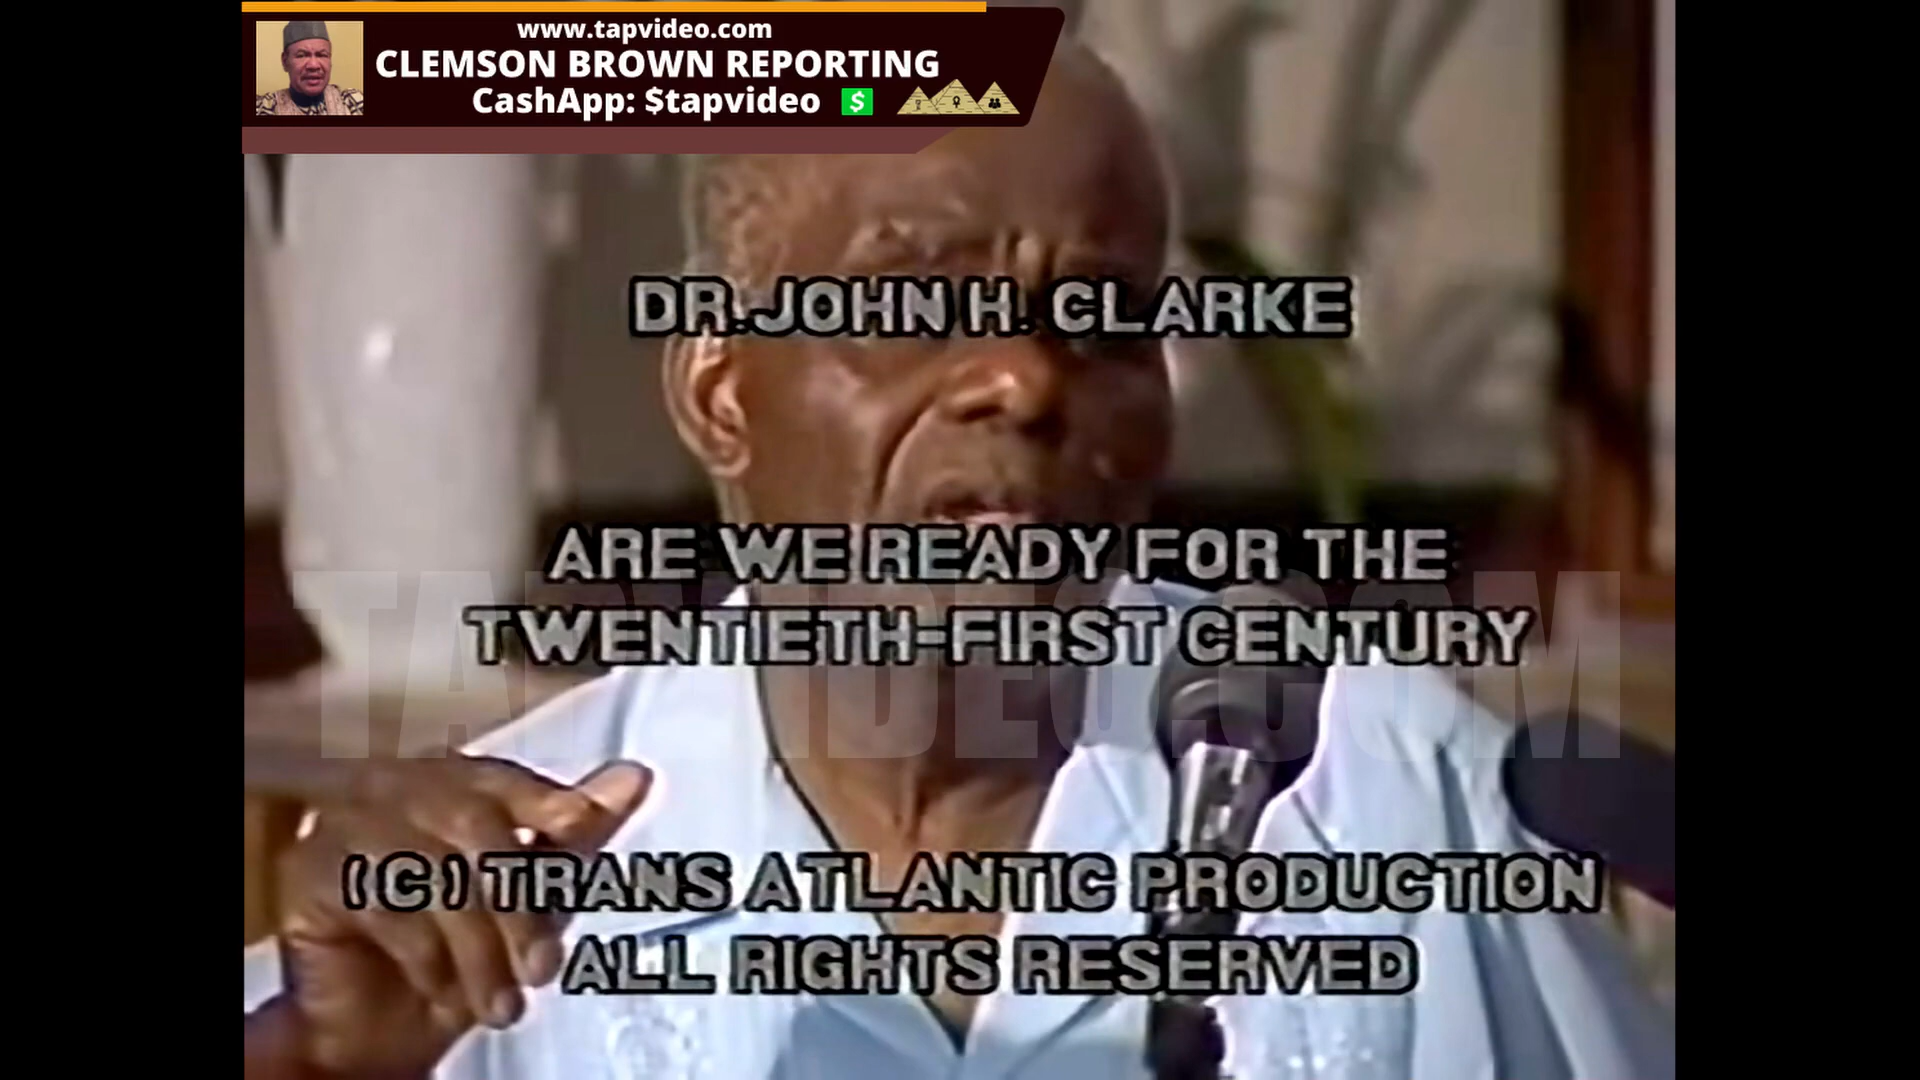 www.tapvideo.com
CLEMSON BROWN REPORTING
CashApp: $tapvideo
$
DR. JOHN H. CLARKE
ARE WE READY FOR THE
TWENTIETH-FIRST CENTURY
TAPVIDEO.COM
(C) TRANS ATLANTIC PRODUCTION
ALL RIGHTS RESERVED